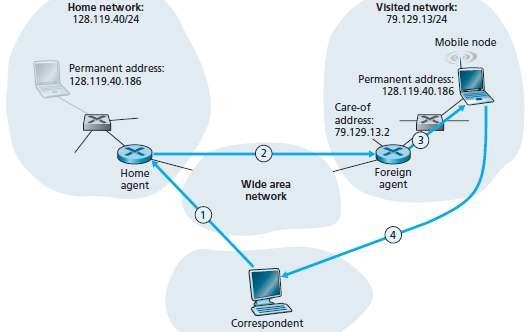 Home network:
128.119.40/24
Visited network:
79.129.13/24
Mobile node
Permanent address:
128.119.40.186
Permanent address:
128.119.40.186
Care-of
address:
79.129.13.2
3
2
Home
agent
Foreign
agent
Wide area
network
1
4
Correspondent